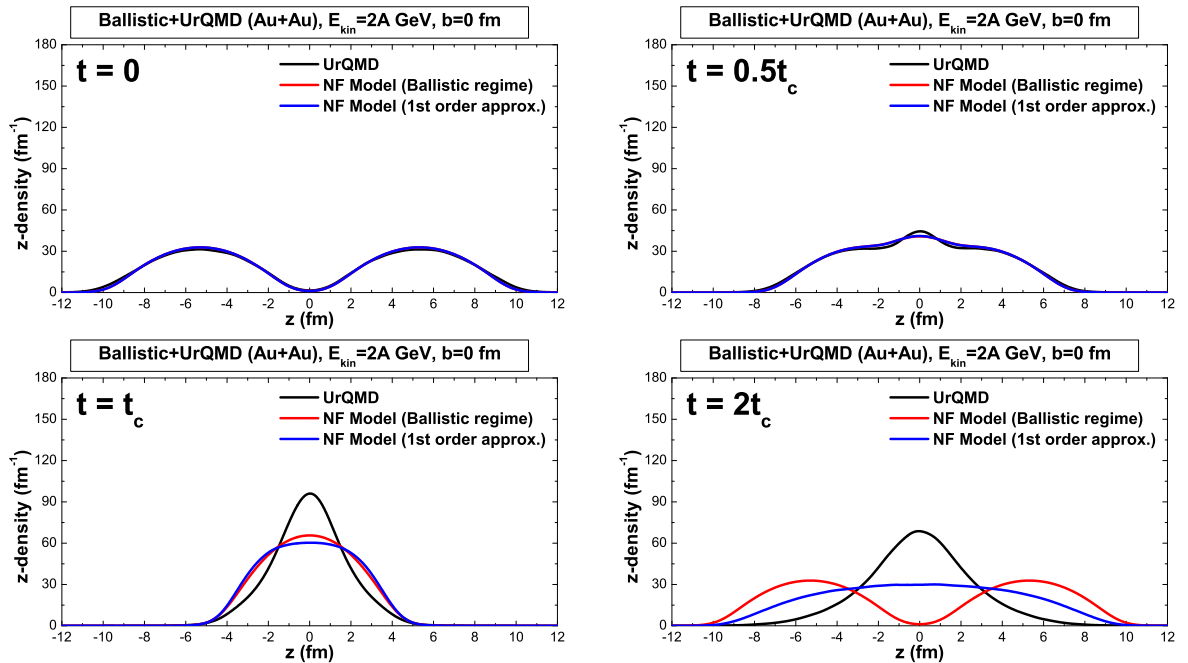 Ballistic+UrQMD (Au+Au), E_kin=2A GeV, b=0 fm
t = 0
UrQMD
NF Model (Ballistic regime)
NF Model (1st order approx.)
z-density (fm⁻¹)
180
150
120
90
60
30
0
-12 -10 -8 -6 -4 -2 0 2 4 6 8 10 12
z (fm)
Ballistic+UrQMD (Au+Au), E_kin=2A GeV, b=0 fm
t = 0.5t_c
UrQMD
NF Model (Ballistic regime)
NF Model (1st order approx.)
z-density (fm⁻¹)
180
150
120
90
60
30
0
-12 -10 -8 -6 -4 -2 0 2 4 6 8 10 12
z (fm)
Ballistic+UrQMD (Au+Au), E_kin=2A GeV, b=0 fm
t = t_c
UrQMD
NF Model (Ballistic regime)
NF Model (1st order approx.)
z-density (fm⁻¹)
180
150
120
90
60
30
0
-12 -10 -8 -6 -4 -2 0 2 4 6 8 10 12
z (fm)
Ballistic+UrQMD (Au+Au), E_kin=2A GeV, b=0 fm
t = 2t_c
UrQMD
NF Model (Ballistic regime)
NF Model (1st order approx.)
z-density (fm⁻¹)
180
150
120
90
60
30
0
-12 -10 -8 -6 -4 -2 0 2 4 6 8 10 12
z (fm)